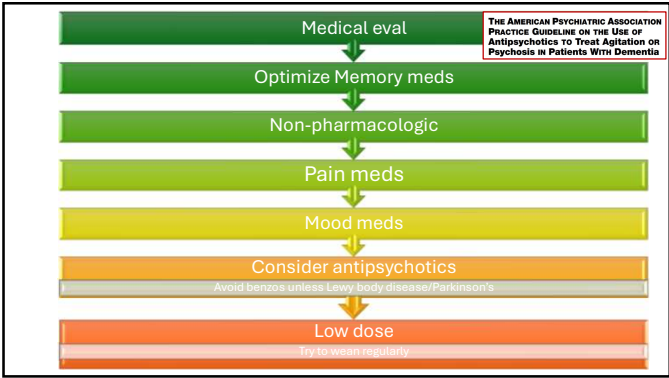 Medical eval
THE AMERICAN PSYCHIATRIC ASSOCIATION
PRACTICE GUIDELINE ON THE USE OF
Antipsychotics TO TREAT AGITATION OR
PSYCHOSIS IN PATIENTS WITH DEMENTIA
Optimize Memory meds
Non-pharmacologic
Pain meds
Mood meds
Consider antipsychotics
Avoid benzos unless Lewy body disease/Parkinson's
Low dose
Try to wean regularly